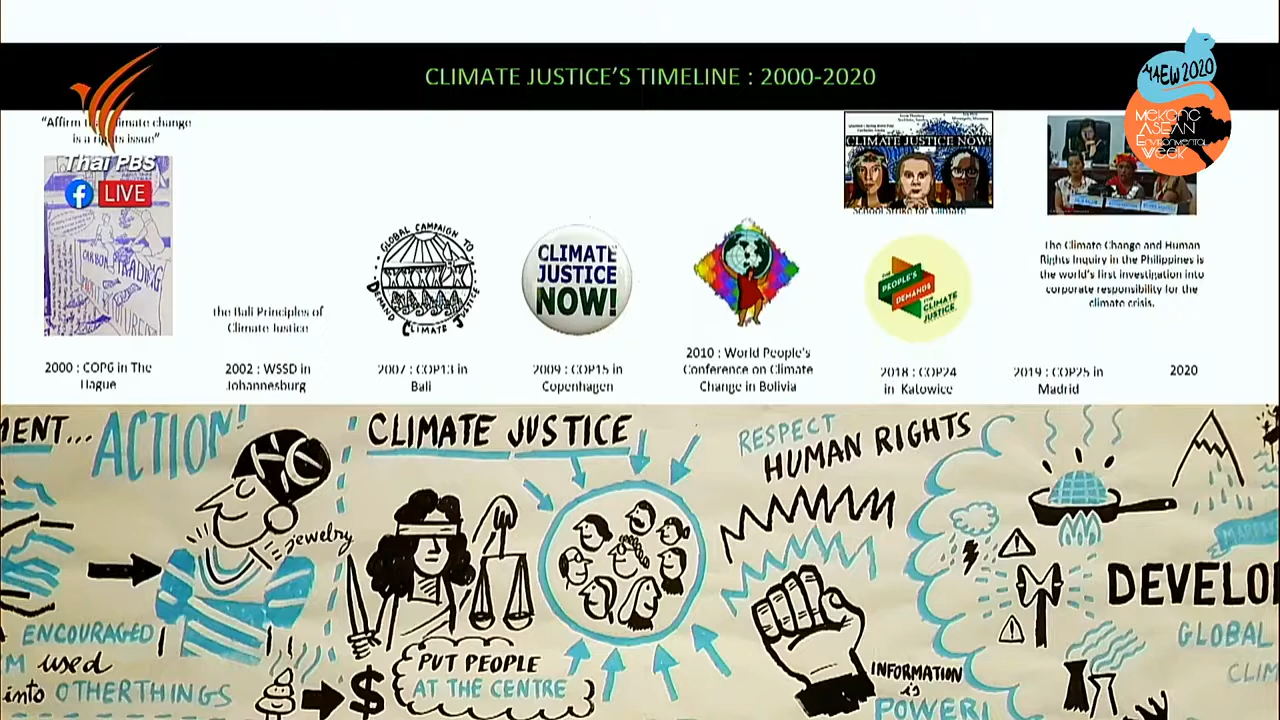 CLIMATE JUSTICE'S TIMELINE : 2000-2020
MAEW 2020
MEKONG
ASEAN
Environmental
Week
"Affirm climate change
is a rights issue"
Thai PBS
LIVE
CARBON TRADING
2000 : COP6 in The
Hague
the Bali Principles of
Climate Justice
2002 : WSSD in
Johannesburg
GLOBAL CAMPAIGN TO
DEMAND CLIMATE JUSTICE
2007 : COP13 in
Bali
CLIMATE
JUSTICE
NOW!
2009 : COP15 in
Copenhagen
2010 : World People's
Conference on Climate
Change in Bolivia
CLIMATE JUSTICE NOW!
School Strike for Climate
THE
PEOPLE'S
DEMANDS
FOR
CLIMATE
JUSTICE
2018 : COP24
in Katowice
The Climate Change and Human
Rights Inquiry in the Philippines is
the world's first investigation into
corporate responsibility for the
climate crisis.
2019 : COP25 in
Madrid
2020
MENT...
ACTION!
jewelry
ENCOURAGED
M used
into OTHERTHINGS
$
CLIMATE JUSTICE
PUT PEOPLE
AT THE CENTRE
RESPECT
HUMAN RIGHTS
INFORMATION
is
POWER!
DEVELO
GLOBAL
CLIM